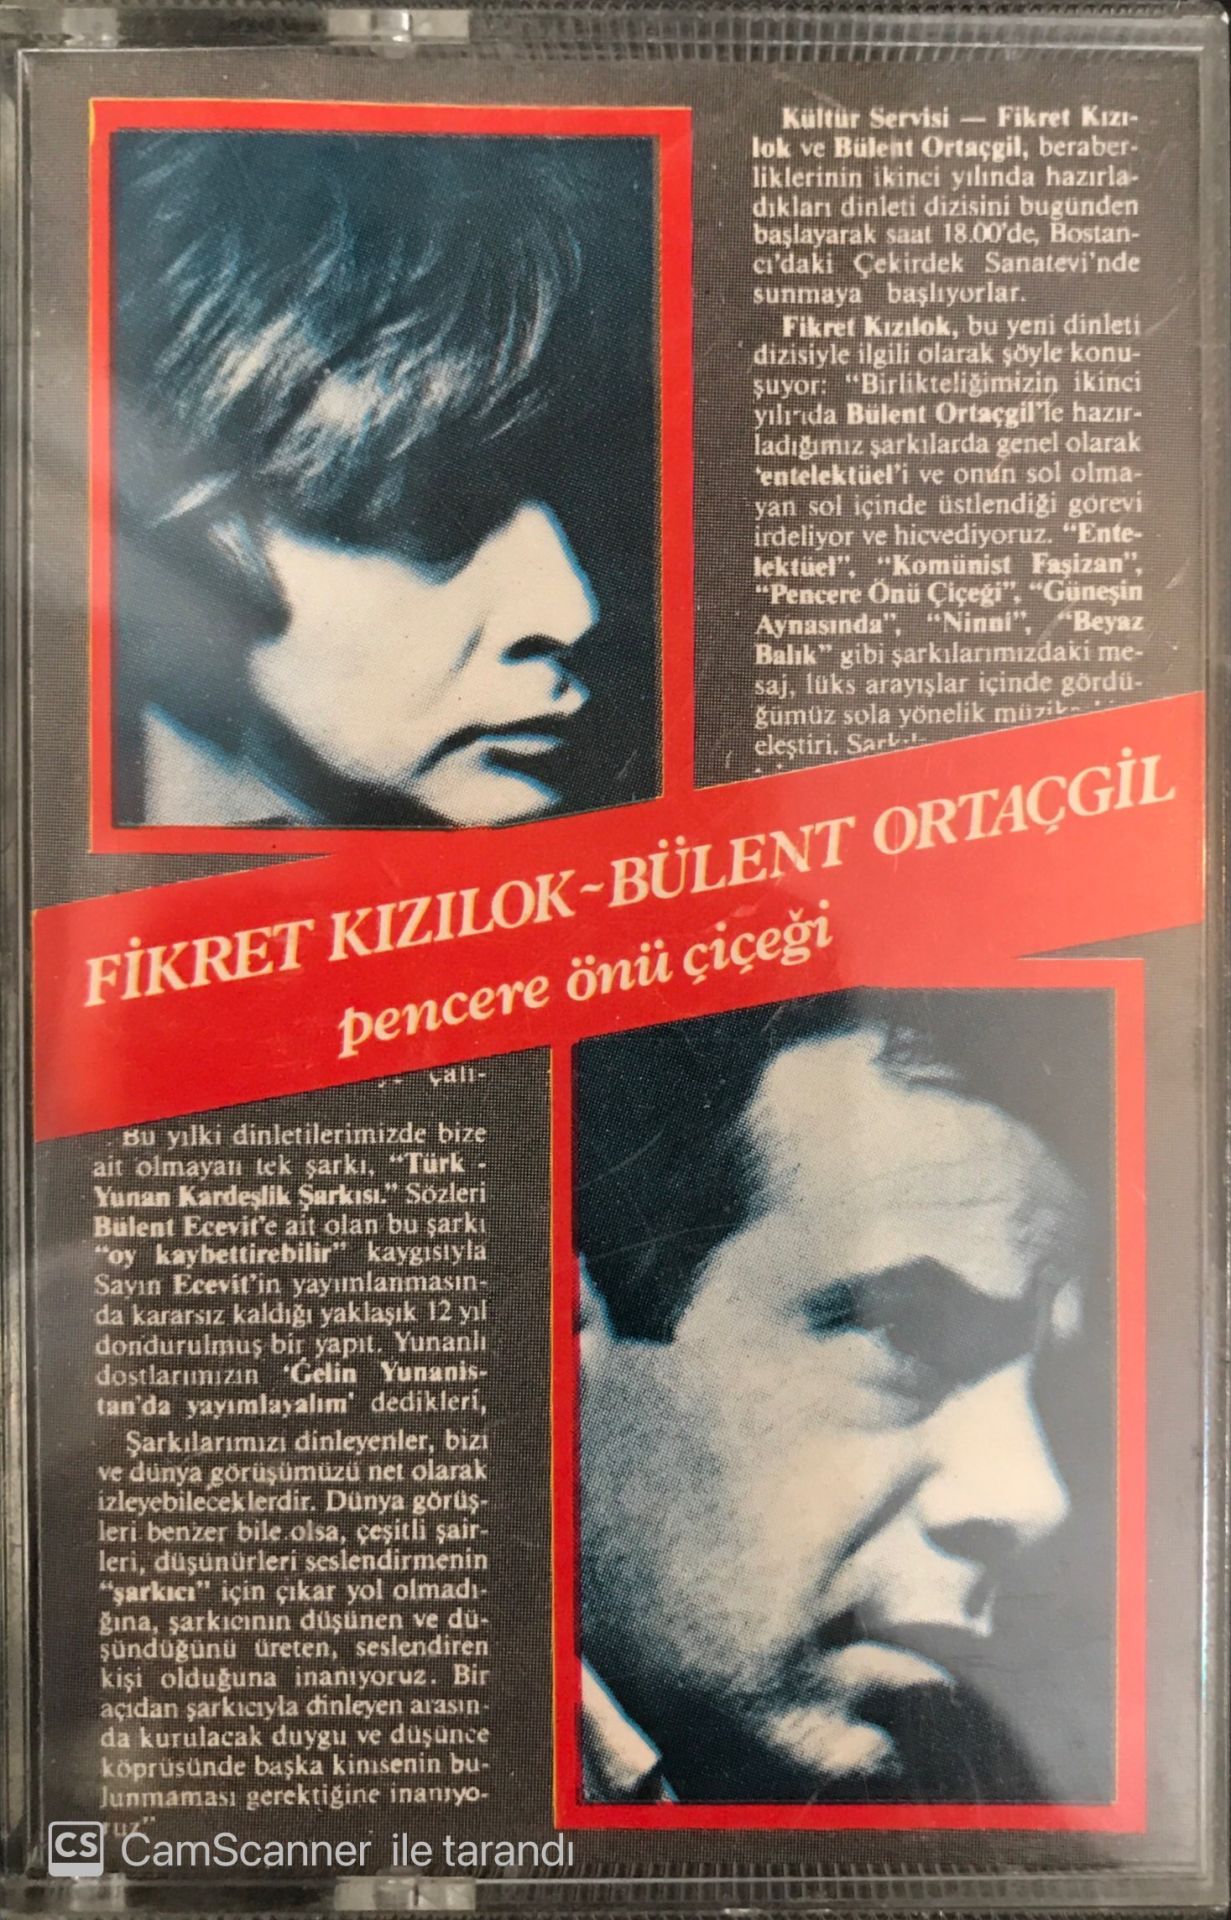 Kültür Servisi — Fikret Kızı-
lok ve Bülent Ortaçgil, beraber-
liklerinin ikinci yılında hazırla-
dıkları dinleti dizisini bugünden
başlayarak saat 18.00'de, Bostan-
cı'daki Çekirdek Sanatevi'nde
sunmaya başlıyorlar.
Fikret Kızılok, bu yeni dinleti
dizisiyle ilgili olarak şöyle konu-
şuyor: "Birlikteliğimizin ikinci
yılında Bülent Ortaçgil'le hazır-
ladığımız şarkılarda genel olarak
'entelektüel'i ve onun sol olma-
yan sol içinde üstlendiği görevi
irdeliyor ve hicvediyoruz. "Ente-
lektüel", "Komünist Faşizan",
"Pencere Önü Çiçeği", "Güneşin
Aynasında", "Ninni", "Beyaz
Balık" gibi şarkılarımızdaki me-
saj, lüks arayışlar içinde gördü-
ğümüz sola yönelik
eleştiri.
FİKRET KIZILOK~BÜLENT ORTAÇGİL
pencere önü çiçeği
çalı-
Bu yılki dinletilerimizde bize
ait olmayan tek şarkı, "Türk -
Yunan Kardeşlik Şarkısı." Sözleri
Bülent Ecevit'e ait olan bu şarkı
"oy kaybettirebilir" kaygısıyla
Sayın Ecevit'in yayımlanmasın-
da kararsız kaldığı yaklaşık 12 yıl
dondurulmuş bir yapıt. Yunanlı
dostlarımızın 'Gelin Yunanis-
tan'da yayımlayalım' dedikleri,
Şarkılarımızı dinleyenler, bizi
ve dünya görüşümüzü net olarak
izleyebileceklerdir. Dünya görüş-
leri benzer bile olsa, çeşitli şair-
leri, düşünürleri seslendirmenin
"şarkıcı" için çıkar yol olmadı-
ğına, şarkıcının düşünen ve dü-
şündüğünü üreten, seslendiren
kişi olduğuna inanıyoruz. Bir
açıdan şarkıcıyla dinleyen arasın-
da kurulacak duygu ve düşünce
köprüsünde başka kimsenin bu-
lunmaması gerektiğine inanıyo-
ruz"
CS CamScanner ile tarandı